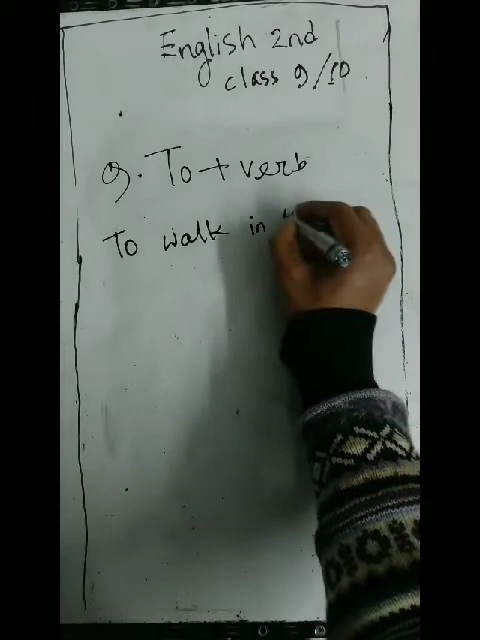 English 2nd
class 9/10
9. To + verb
To walk in